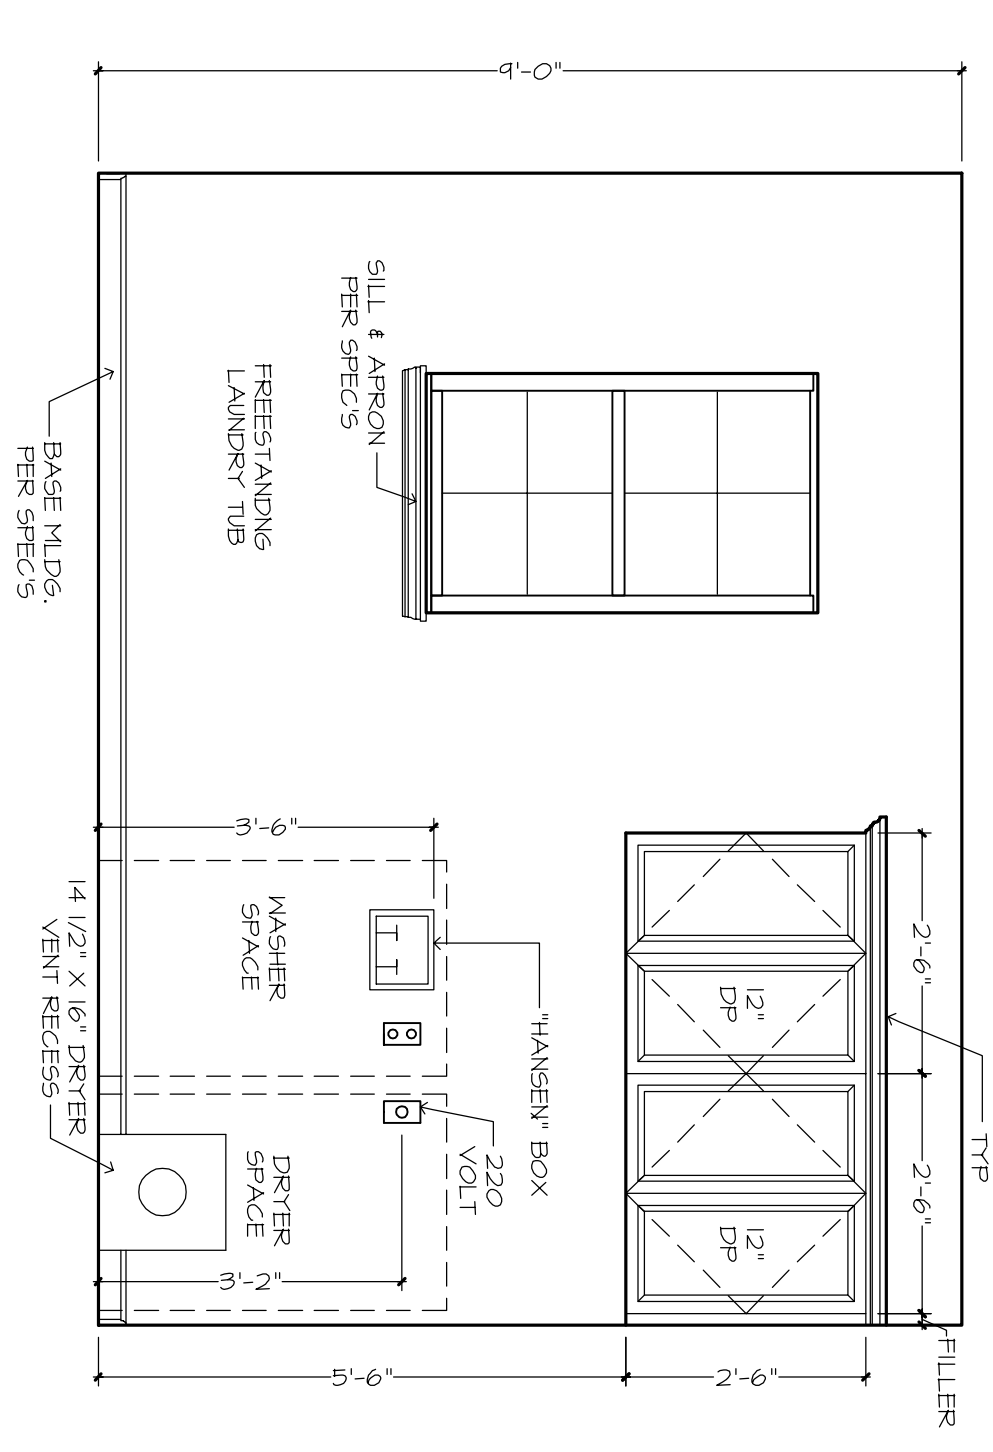 9'-0"
SILL & APRON
PER SPEC'S
FREESTANDNG
LAUNDRY TUB
BASE MLDG.
PER SPEC'S
TYP
2'-6"
2'-6"
FILLER
12"
DP
12"
DP
2'-6"
5'-6"
"HANSEN" BOX
220
VOLT
3'-6"
WASHER
SPACE
DRYER
SPACE
3'-2"
14 1/2" X 16" DRYER
VENT RECESS